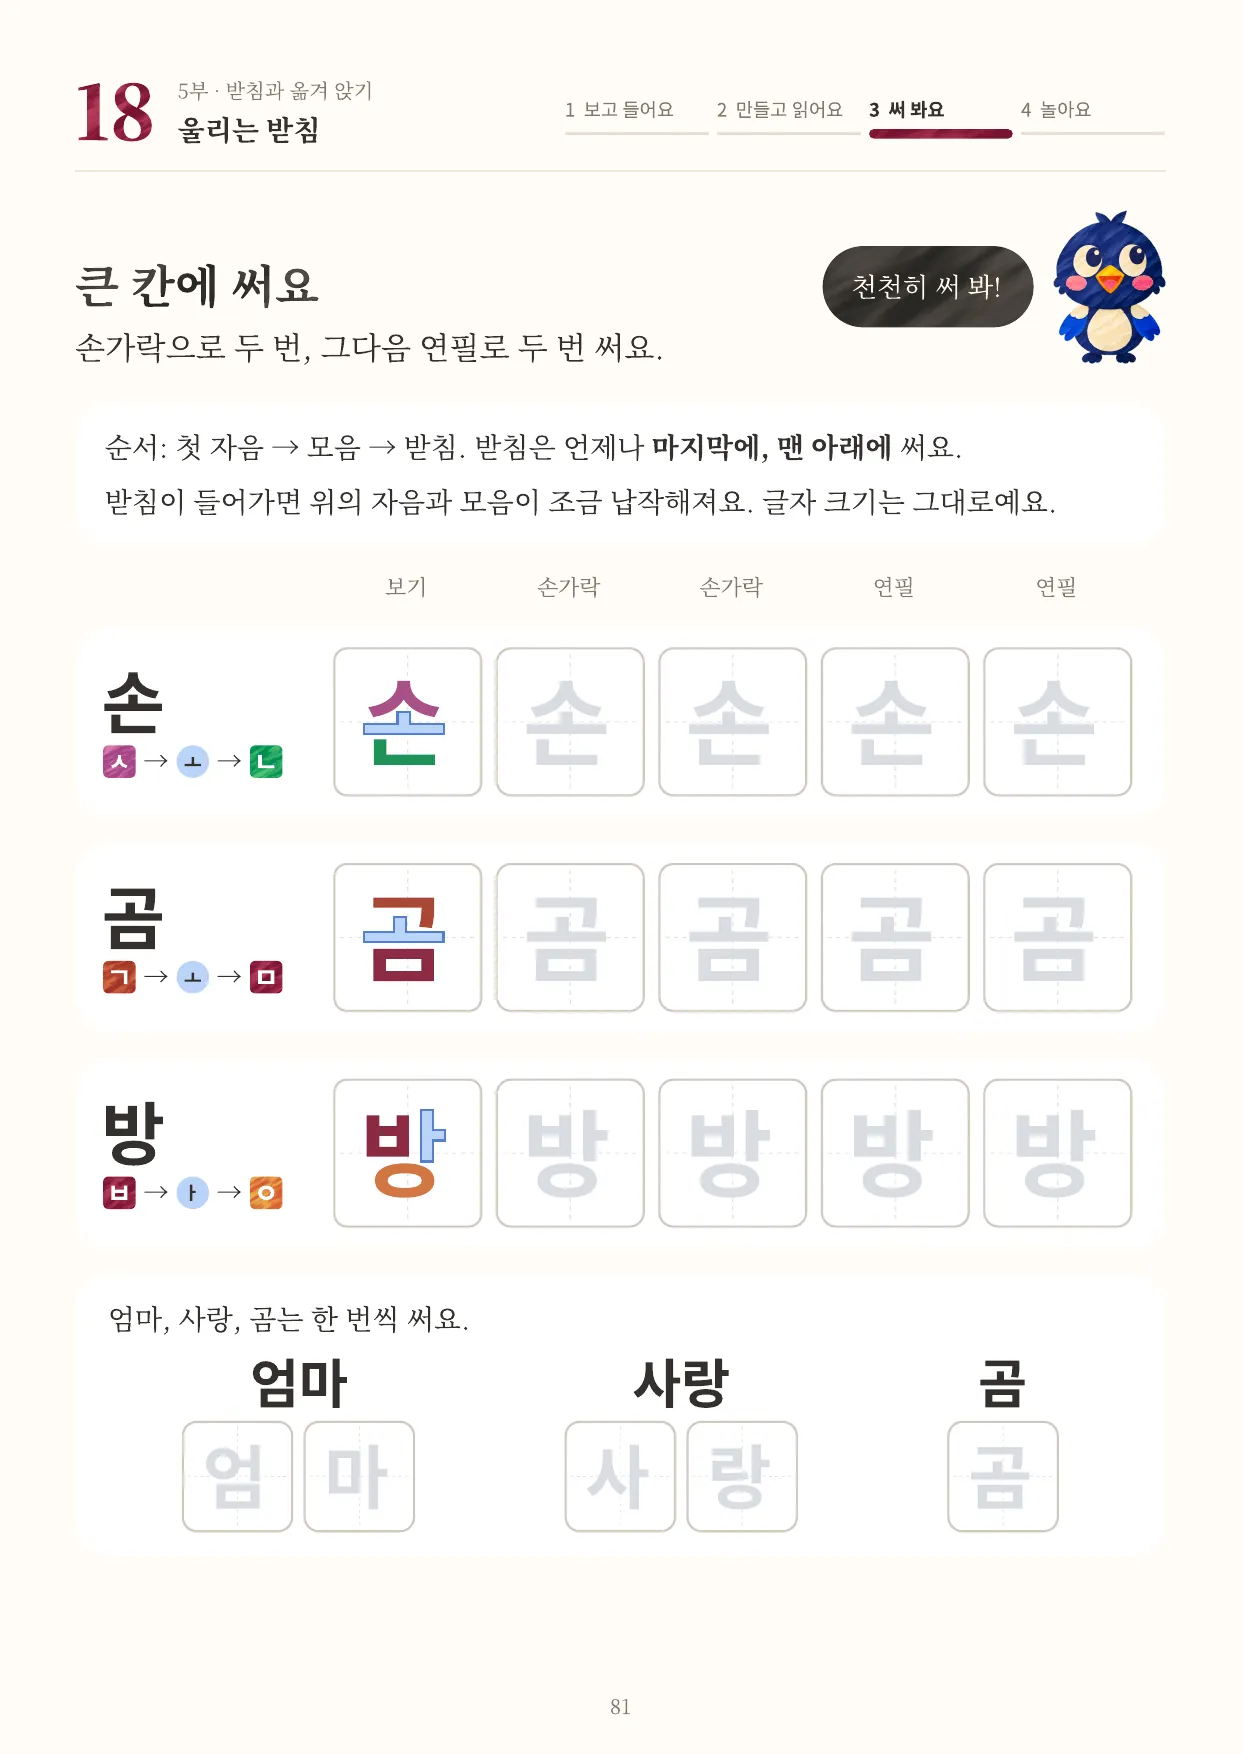 18
5부 · 받침과 옮겨 앉기
울리는 받침
1 보고 들어요
2 만들고 읽어요
3 써 봐요
4 놀아요
큰 칸에 써요
천천히 써 봐!
손가락으로 두 번, 그다음 연필로 두 번 써요.
순서: 첫 자음 → 모음 → 받침. 받침은 언제나 마지막에, 맨 아래에 써요.
받침이 들어가면 위의 자음과 모음이 조금 납작해져요. 글자 크기는 그대로예요.
보기 손가락 손가락 연필 연필
손
ㅅ → ㅗ → ㄴ
손 손 손 손 손
곰
ㄱ → ㅗ → ㅁ
곰 곰 곰 곰 곰
방
ㅂ → ㅏ → ㅇ
방 방 방 방 방
엄마, 사랑, 곰는 한 번씩 써요.
엄마 사랑 곰
엄 마 사 랑 곰
81